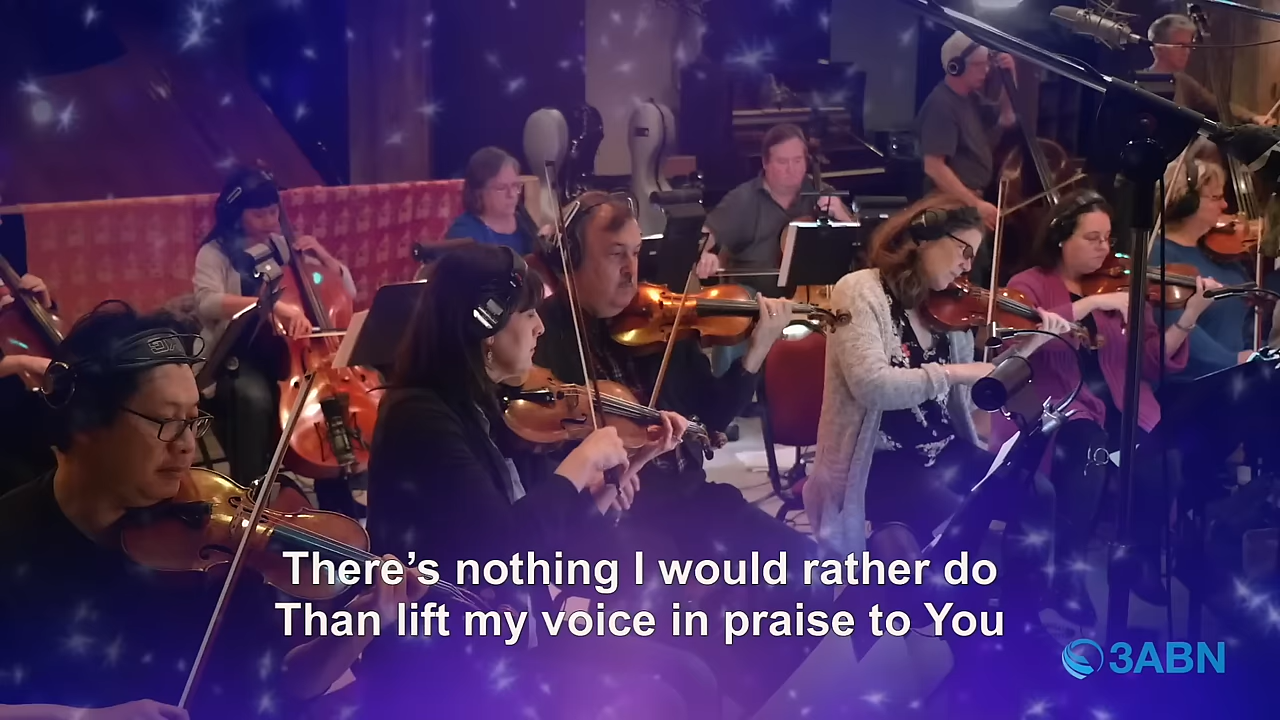 There’s nothing I would rather do
Than lift my voice in praise to You
3ABN